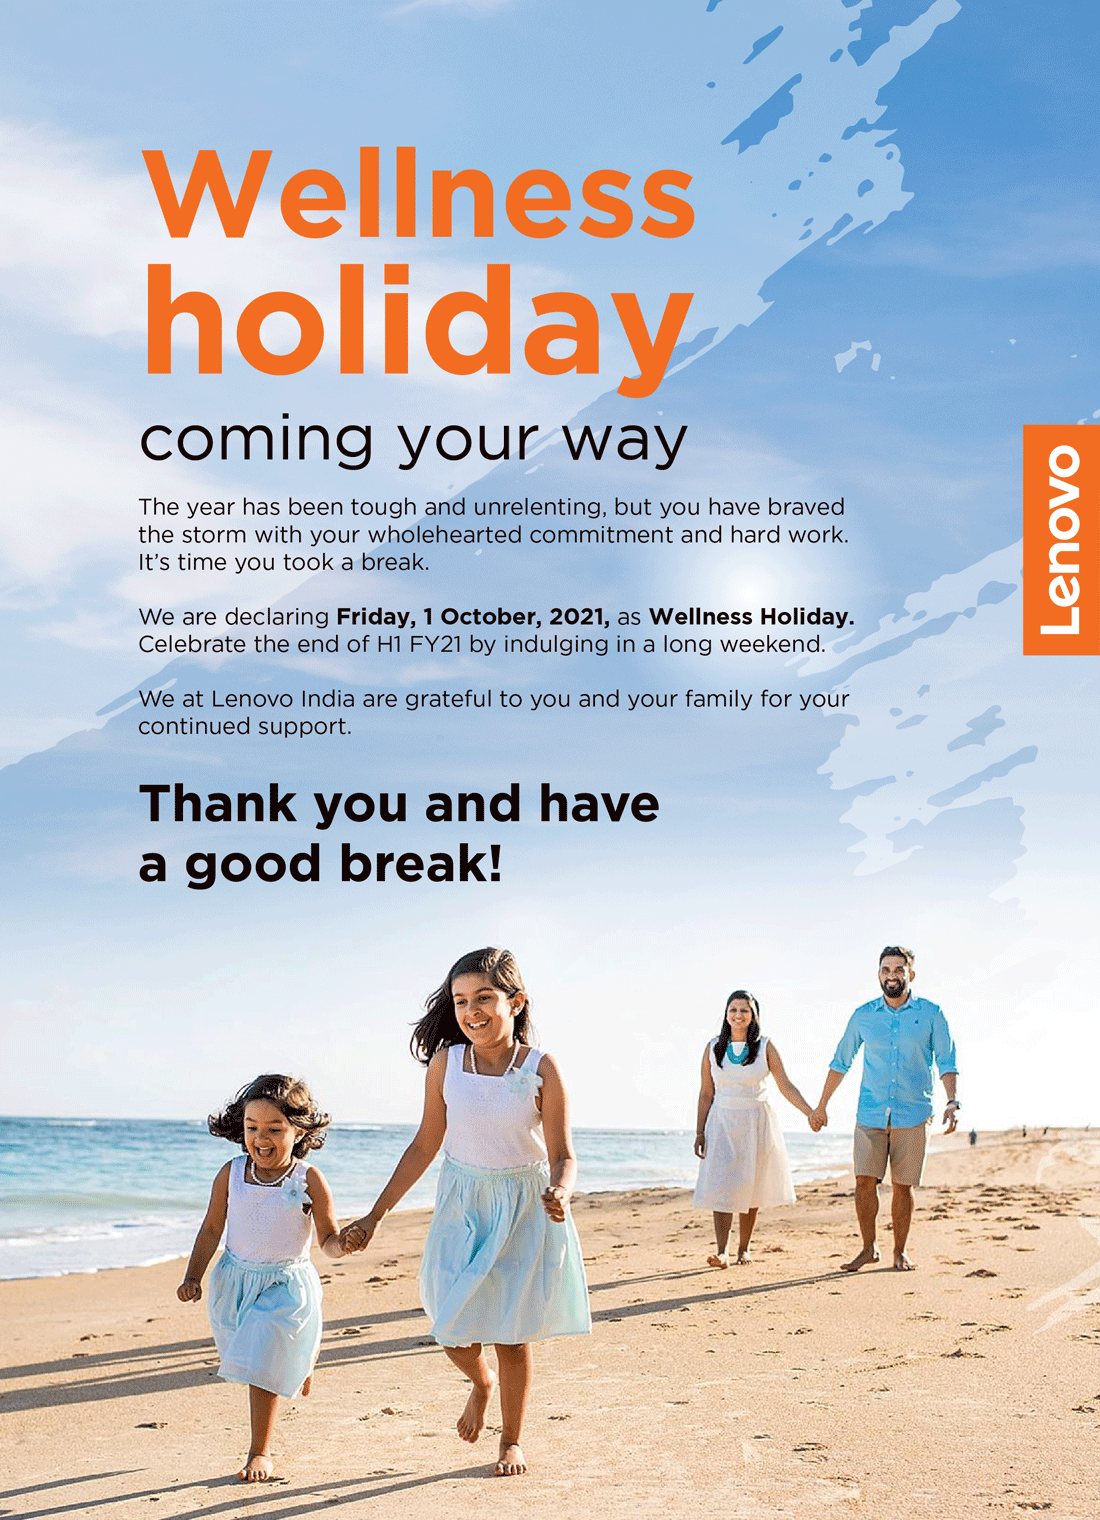 Wellness
holiday
coming your way
The year has been tough and unrelenting, but you have braved
the storm with your wholehearted commitment and hard work.
It’s time you took a break.
We are declaring Friday, 1 October, 2021, as Wellness Holiday.
Celebrate the end of H1 FY21 by indulging in a long weekend.
We at Lenovo India are grateful to you and your family for your
continued support.
Thank you and have
a good break!
Lenovo